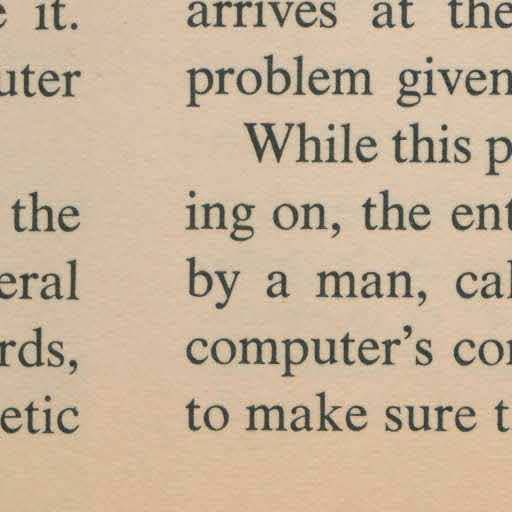 e it.
uter
the
eral
rds,
etic
arrives at the
problem given
While this p
ing on, the ent
by a man, cal
computer's con
to make sure t